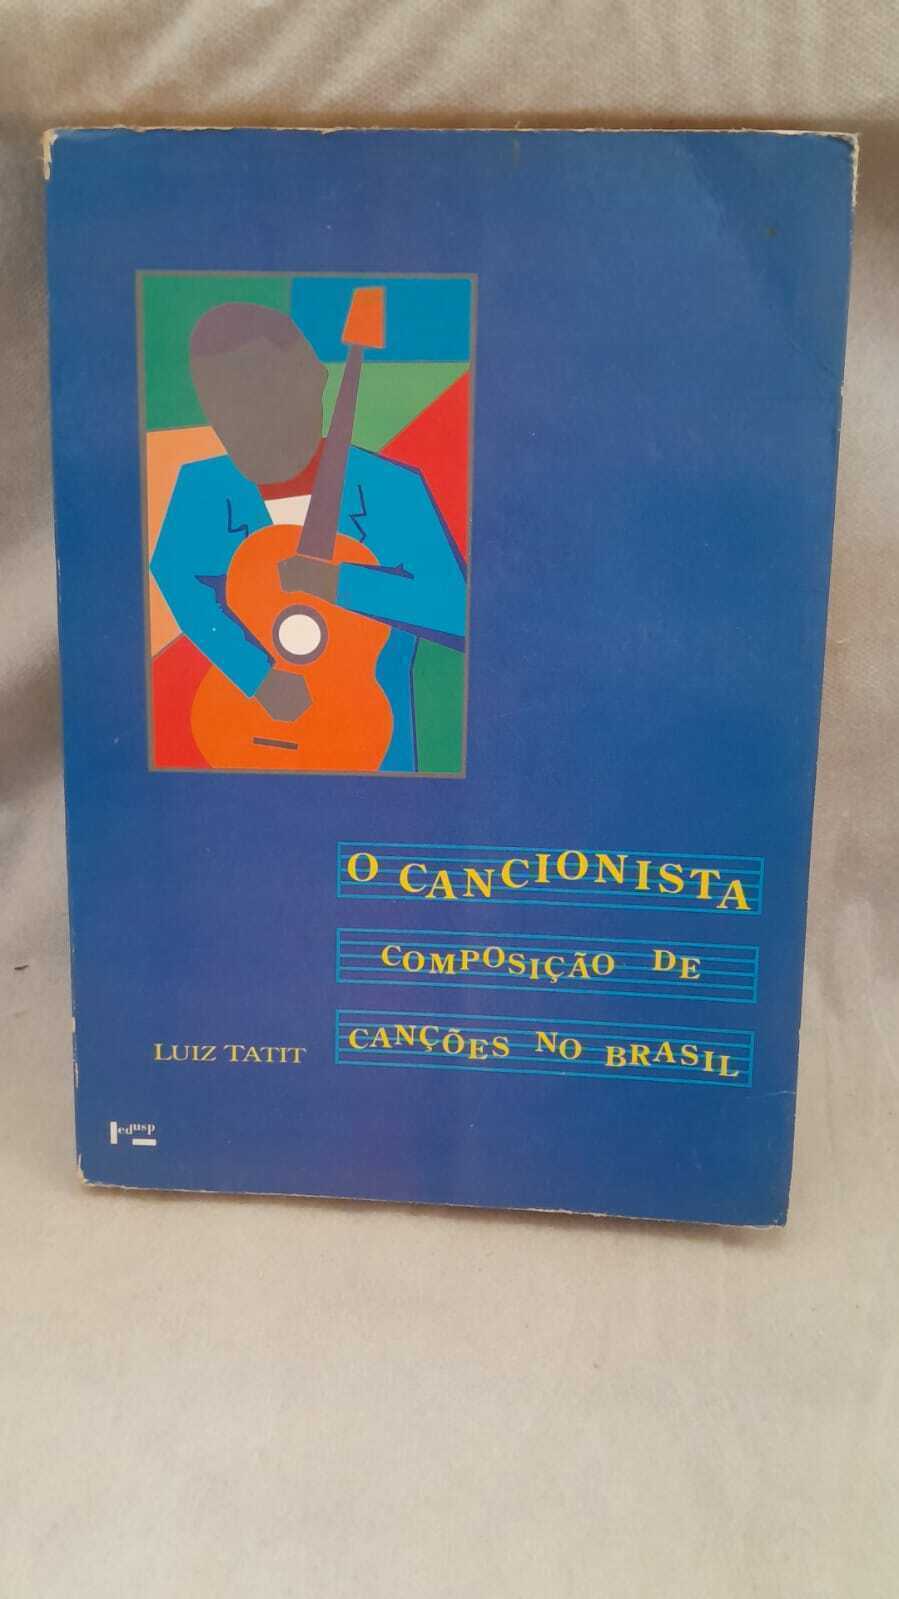 O CANCIONISTA
COMPOSIÇÃO DE
CANÇÕES NO BRASIL
LUIZ TATIT
edusp